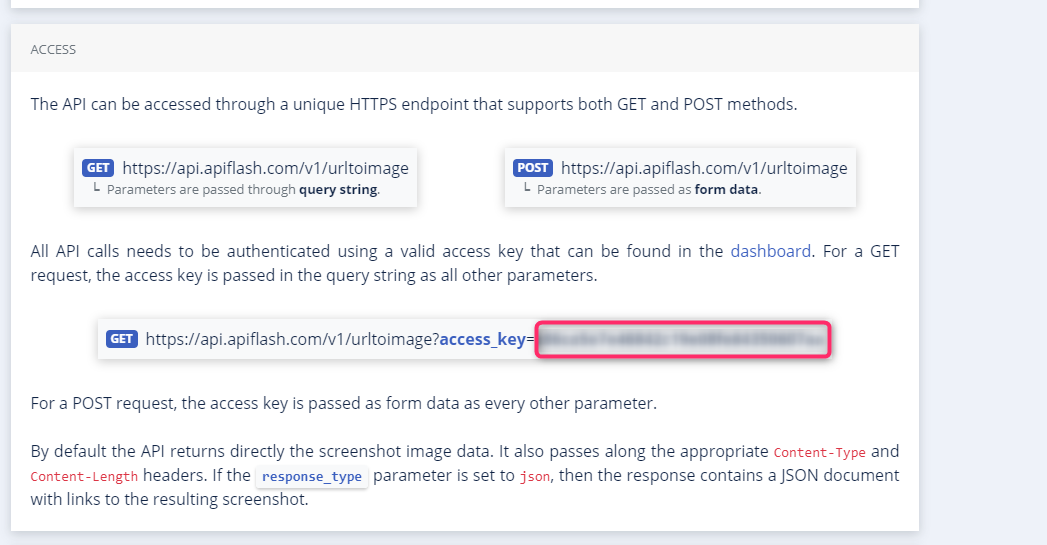 ACCESS
The API can be accessed through a unique HTTPS endpoint that supports both GET and POST methods.
GET https://api.apiflash.com/v1/urltoimage
└ Parameters are passed through query string.
POST https://api.apiflash.com/v1/urltoimage
└ Parameters are passed as form data.
All API calls needs to be authenticated using a valid access key that can be found in the dashboard. For a GET
request, the access key is passed in the query string as all other parameters.
GET https://api.apiflash.com/v1/urltoimage?access_key=
For a POST request, the access key is passed as form data as every other parameter.
By default the API returns directly the screenshot image data. It also passes along the appropriate Content-Type and
Content-Length headers. If the response_type parameter is set to json, then the response contains a JSON document
with links to the resulting screenshot.